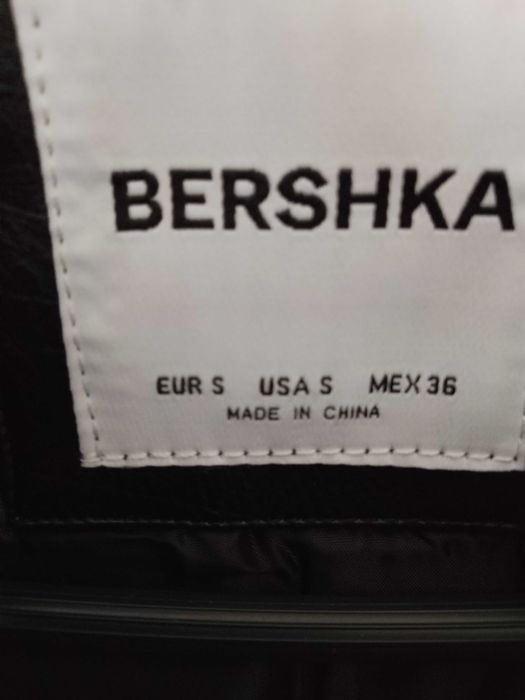 BERSHKA
EUR S USA S MEX 36
MADE IN CHINA